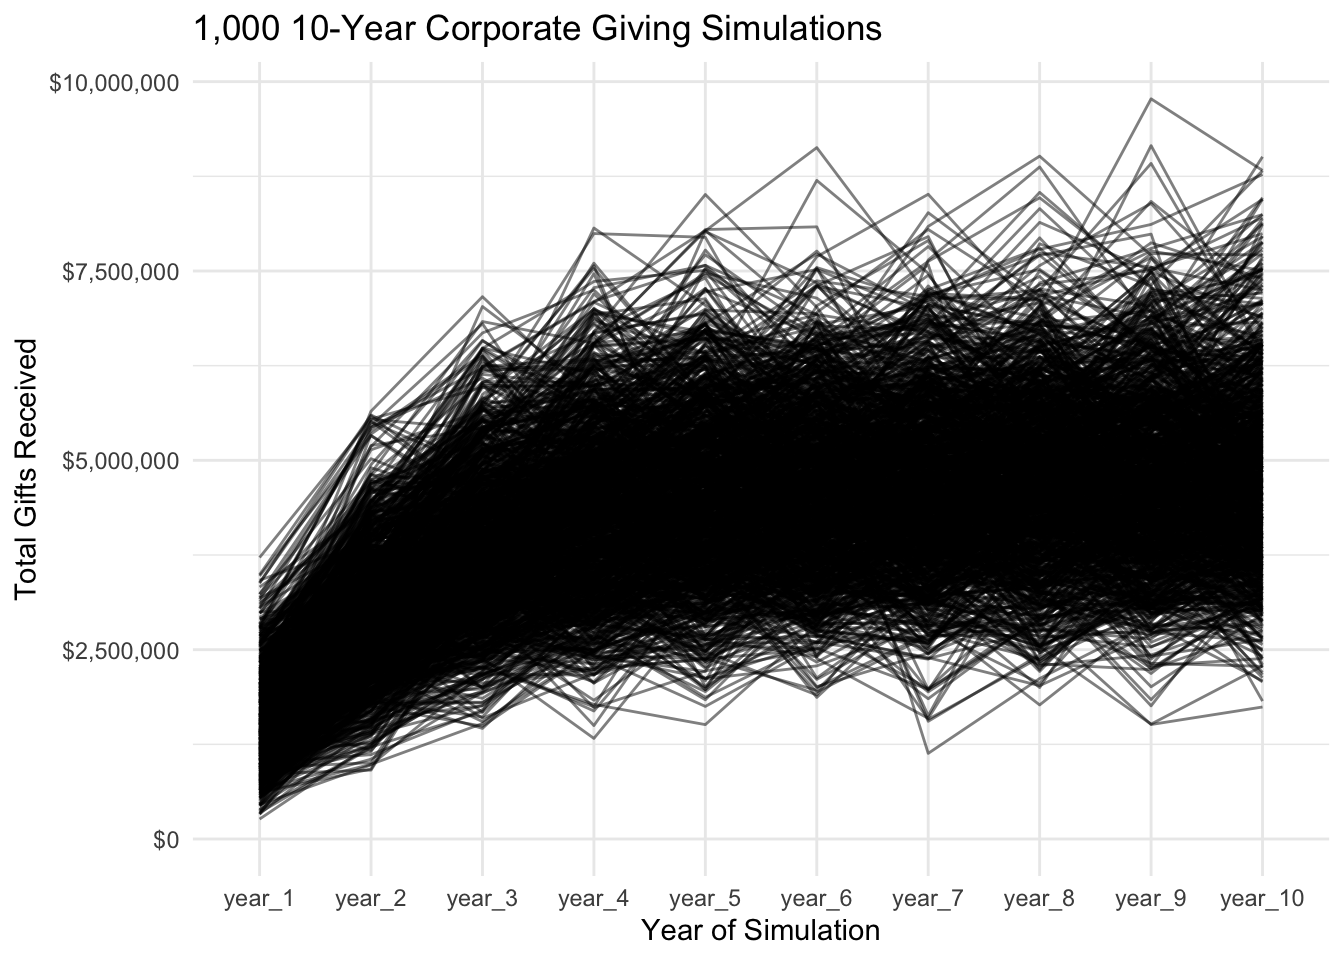 1,000 10-Year Corporate Giving Simulations
$10,000,000
$7,500,000
$5,000,000
$2,500,000
$0
Total Gifts Received
year_1 year_2 year_3 year_4 year_5 year_6 year_7 year_8 year_9 year_10
Year of Simulation